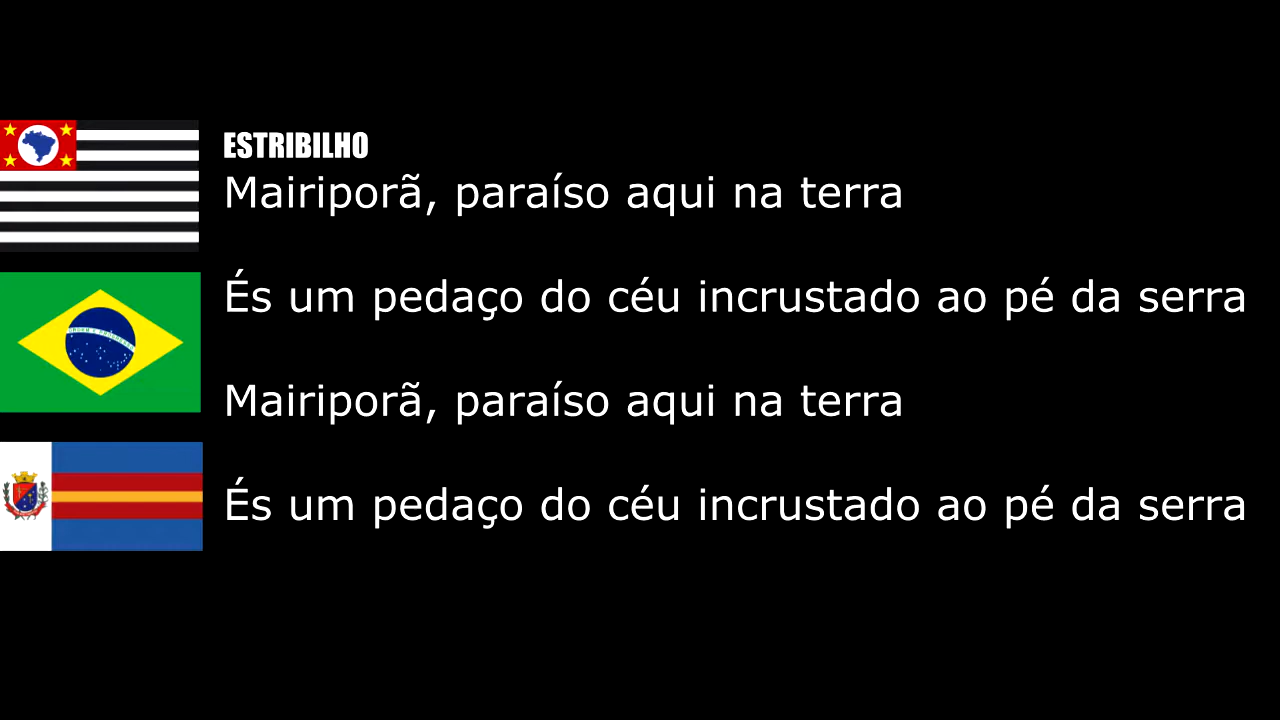 ESTRIBILHO
Mairiporã, paraíso aqui na terra
És um pedaço do céu incrustado ao pé da serra
Mairiporã, paraíso aqui na terra
És um pedaço do céu incrustado ao pé da serra